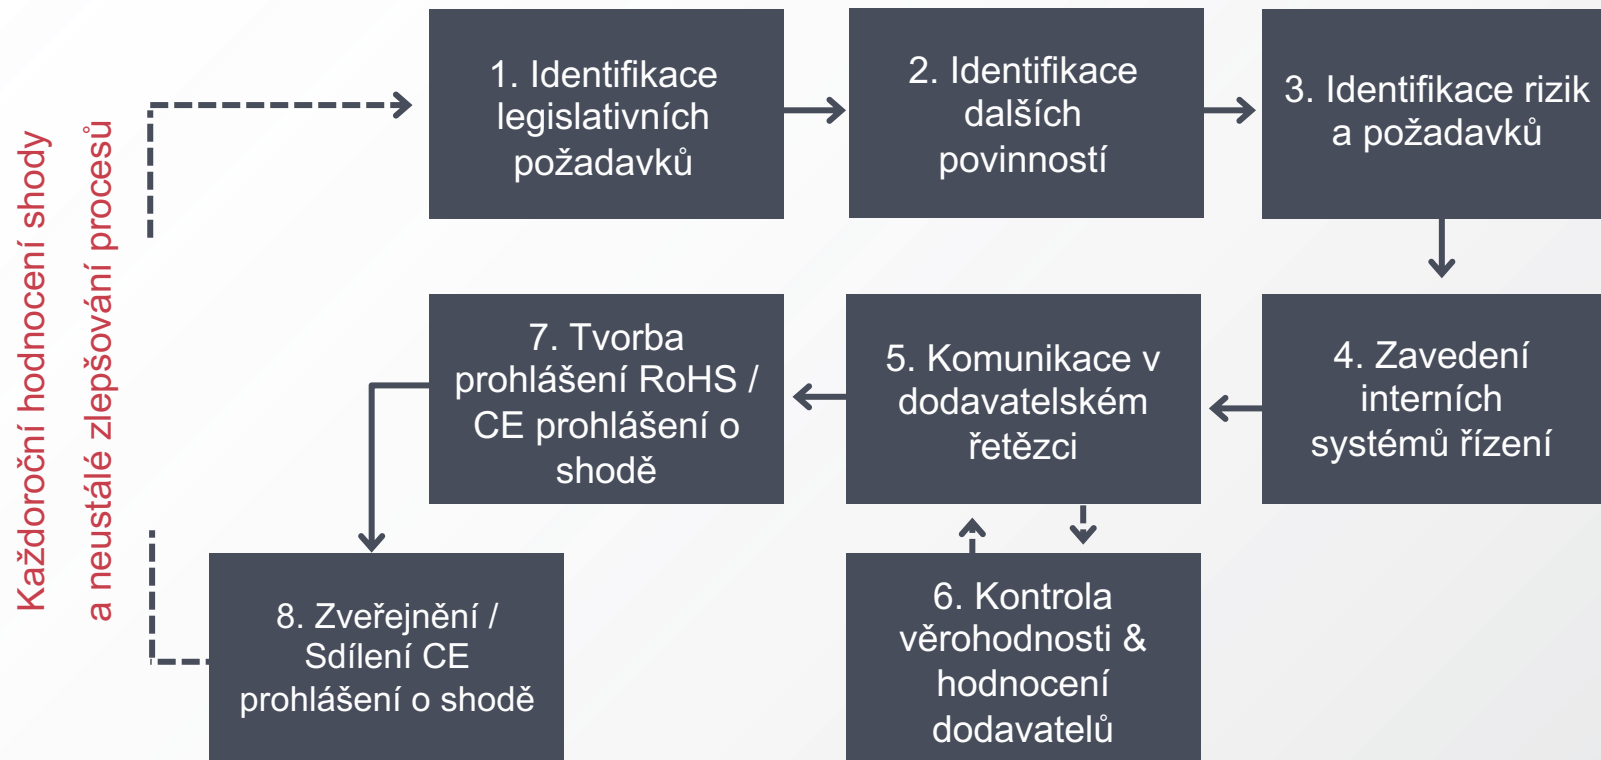 Každoroční hodnocení shody
a neustálé zlepšování procesů
1. Identifikace
legislativních
požadavků
2. Identifikace
dalších
povinností
3. Identifikace rizik
a požadavků
4. Zavedení
interních
systémů řízení
5. Komunikace v
dodavatelském
řetězci
6. Kontrola
věrohodnosti &
hodnocení
dodavatelů
7. Tvorba
prohlášení RoHS /
CE prohlášení o
shodě
8. Zveřejnění /
Sdílení CE
prohlášení o shodě